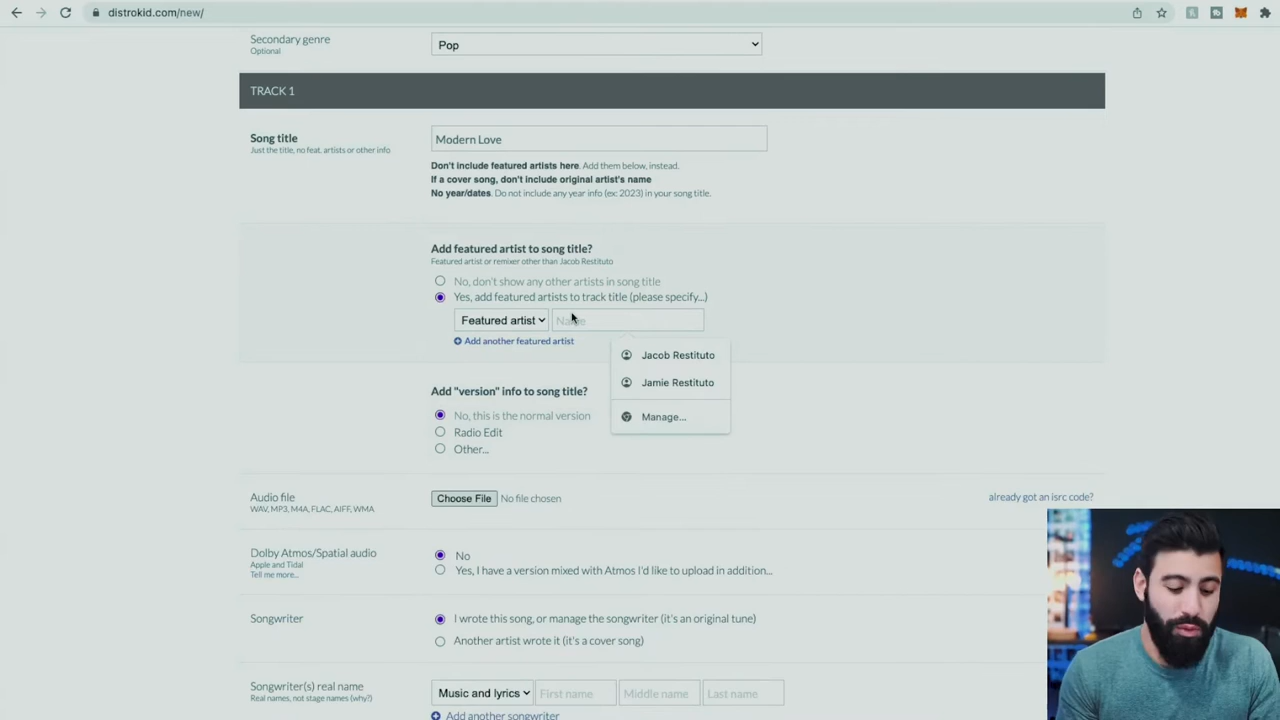 distrokid.com/new/
Secondary genre
Optional
Pop
TRACK 1
Song title
Just the title, no feat. artists or other info
Modern Love
Don't include featured artists here. Add them below, instead.
If a cover song, don't include original artist's name
No year/dates. Do not include any year info (ex: 2023) in your song title.
Add featured artist to song title?
Featured artist or remixer other than Jacob Restituto
No, don't show any other artists in song title
Yes, add featured artists to track title (please specify...)
Featured artist
Name
Add another featured artist
Jacob Restituto
Jamie Restituto
Manage...
Add "version" info to song title?
No, this is the normal version
Radio Edit
Other...
Audio file
WAV, MP3, M4A, FLAC, AIFF, WMA
Choose File No file chosen
already got an isrc code?
Dolby Atmos/Spatial audio
Apple and Tidal
Tell me more...
No
Yes, I have a version mixed with Atmos I'd like to upload in addition...
Songwriter
I wrote this song, or manage the songwriter (it's an original tune)
Another artist wrote it (it's a cover song)
Songwriter(s) real name
Real names, not stage names (why?)
Music and lyrics First name Middle name Last name
Add another songwriter